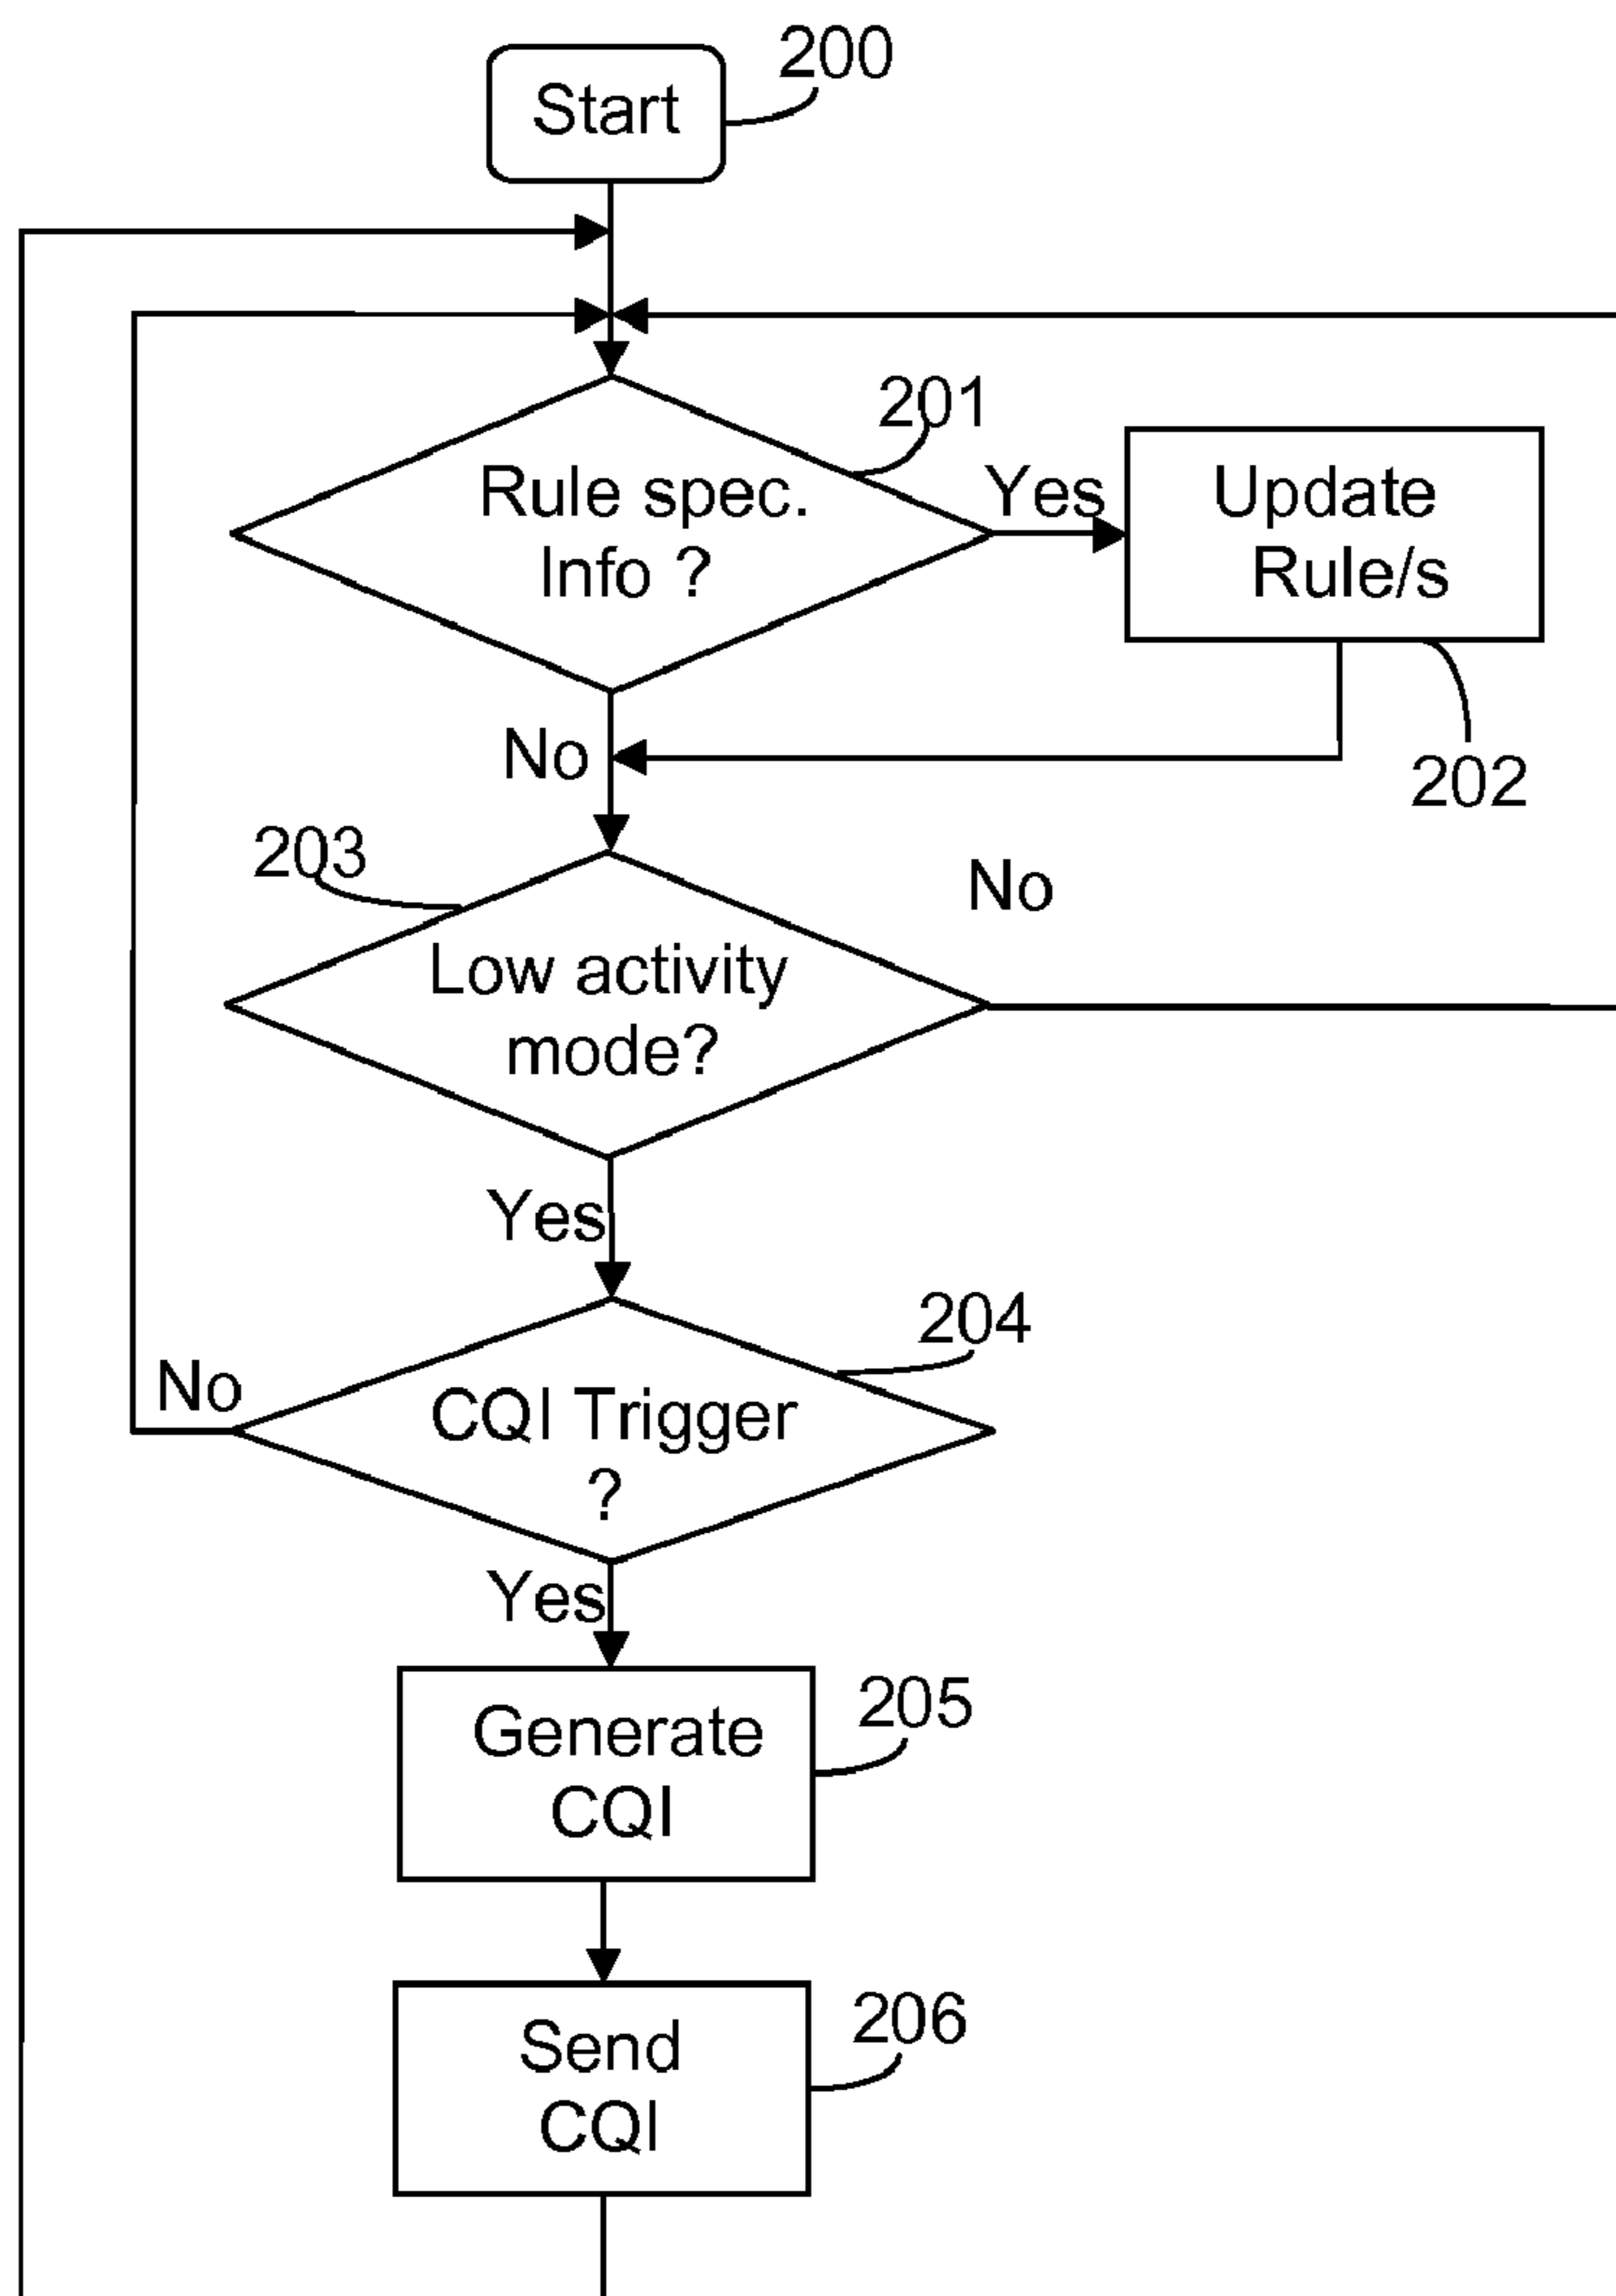 200
Start
201
Rule spec.
Info ?
Yes
Update
Rule/s
No
202
203
No
Low activity
mode?
Yes
204
No
CQI Trigger
?
Yes
205
Generate
CQI
206
Send
CQI